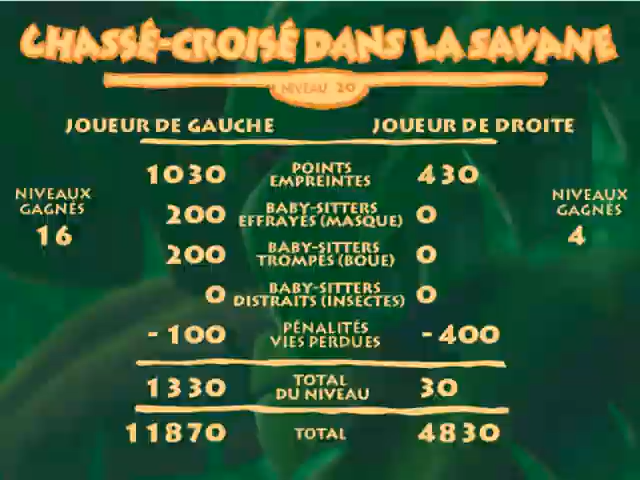 CHASSÉ-CROISÉ DANS LA SAVANE
NIVEAU 20
JOUEUR DE GAUCHE JOUEUR DE DROITE
1030 POINTS EMPREINTES 430
NIVEAUX GAGNÉS 16
NIVEAUX GAGNÉS 4
200 BABY-SITTERS EFFRAYÉS (MASQUE) 0
200 BABY-SITTERS TROMPÉS (BOUE) 0
0 BABY-SITTERS DISTRAITS (INSECTES) 0
-100 PÉNALITÉS VIES PERDUES -400
1330 TOTAL DU NIVEAU 30
11870 TOTAL 4830